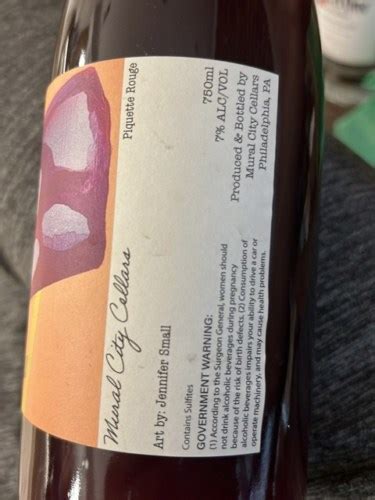 Mural City Cellars
Piquette Rouge
Art by: Jennifer Small
750ml
7% ALC/VOL
Produced & Bottled by
Mural City Cellars
Philadelphia, PA
Contains Sulfites
GOVERNMENT WARNING:
(1) According to the Surgeon General, women should
not drink alcoholic beverages during pregnancy
because of the risk of birth defects. (2) Consumption of
alcoholic beverages impairs your ability to drive a car or
operate machinery, and may cause health problems.